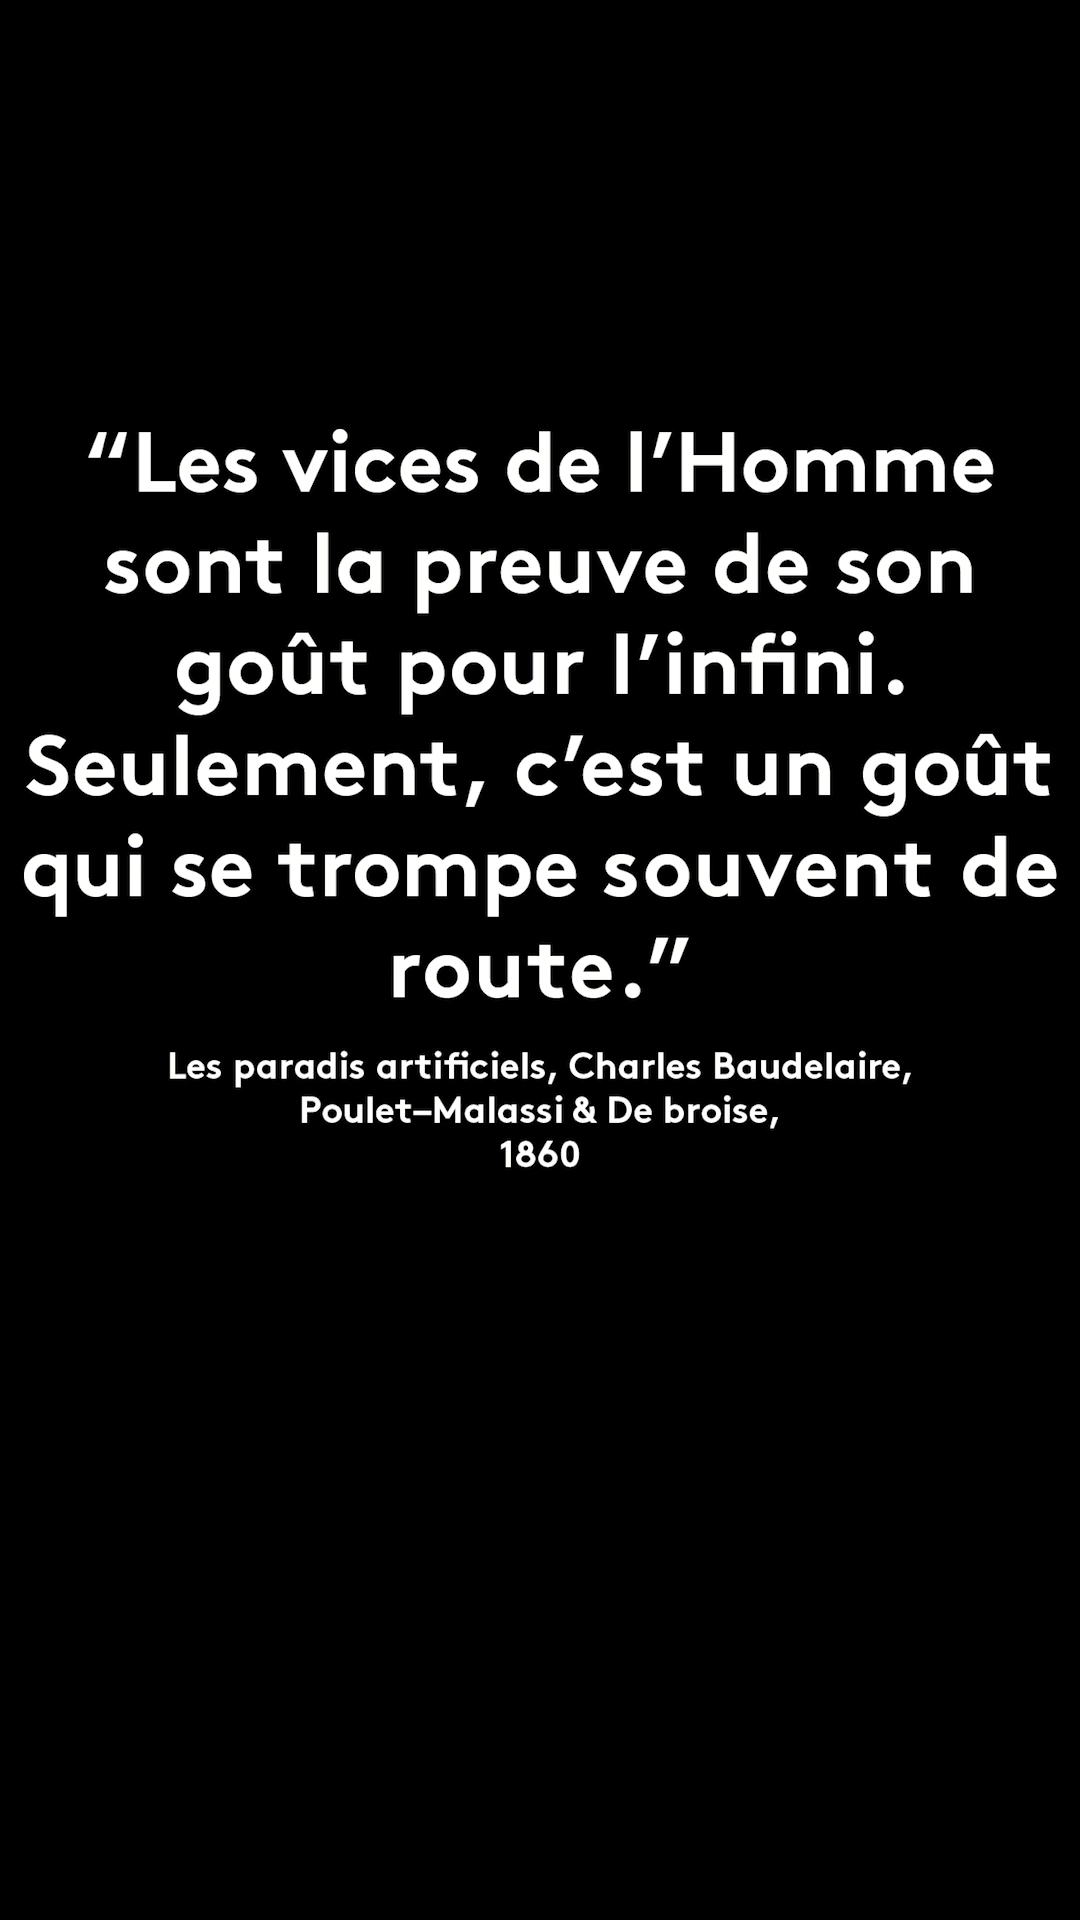 “Les vices de l’Homme
sont la preuve de son
goût pour l’infini.
Seulement, c’est un goût
qui se trompe souvent de
route.”
Les paradis artificiels, Charles Baudelaire,
Poulet–Malassi & De broise,
1860